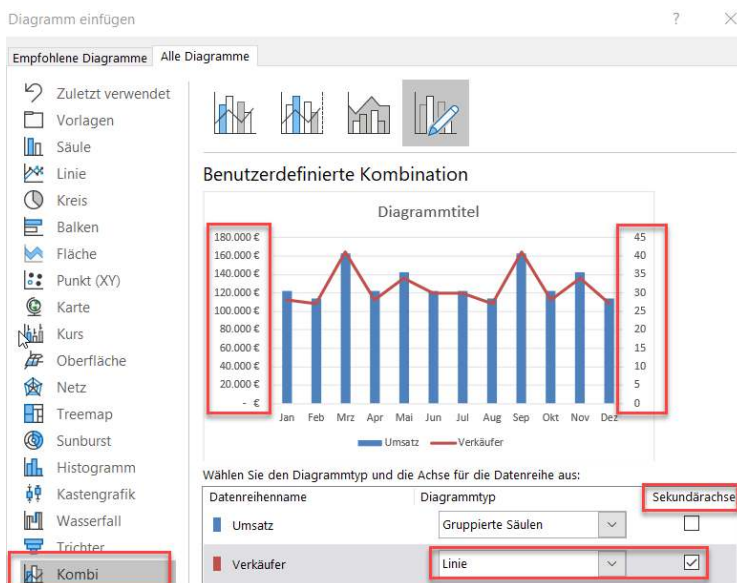 Diagramm einfügen ? ×
Empfohlene Diagramme Alle Diagramme
Zuletzt verwendet
Vorlagen
Säule
Linie
Kreis
Balken
Fläche
Punkt (XY)
Karte
Kurs
Oberfläche
Netz
Treemap
Sunburst
Histogramm
Kastengrafik
Wasserfall
Trichter
Kombi
Benutzerdefinierte Kombination
Diagrammtitel
180.000 €
160.000 €
140.000 €
120.000 €
100.000 €
80.000 €
60.000 €
40.000 €
20.000 €
- €
45
40
35
30
25
20
15
10
5
0
Jan Feb Mrz Apr Mai Jun Jul Aug Sep Okt Nov Dez
Umsatz Verkäufer
Wählen Sie den Diagrammtyp und die Achse für die Datenreihe aus:
Datenreihenname Diagrammtyp Sekundärachse
Umsatz Gruppierte Säulen
Verkäufer Linie